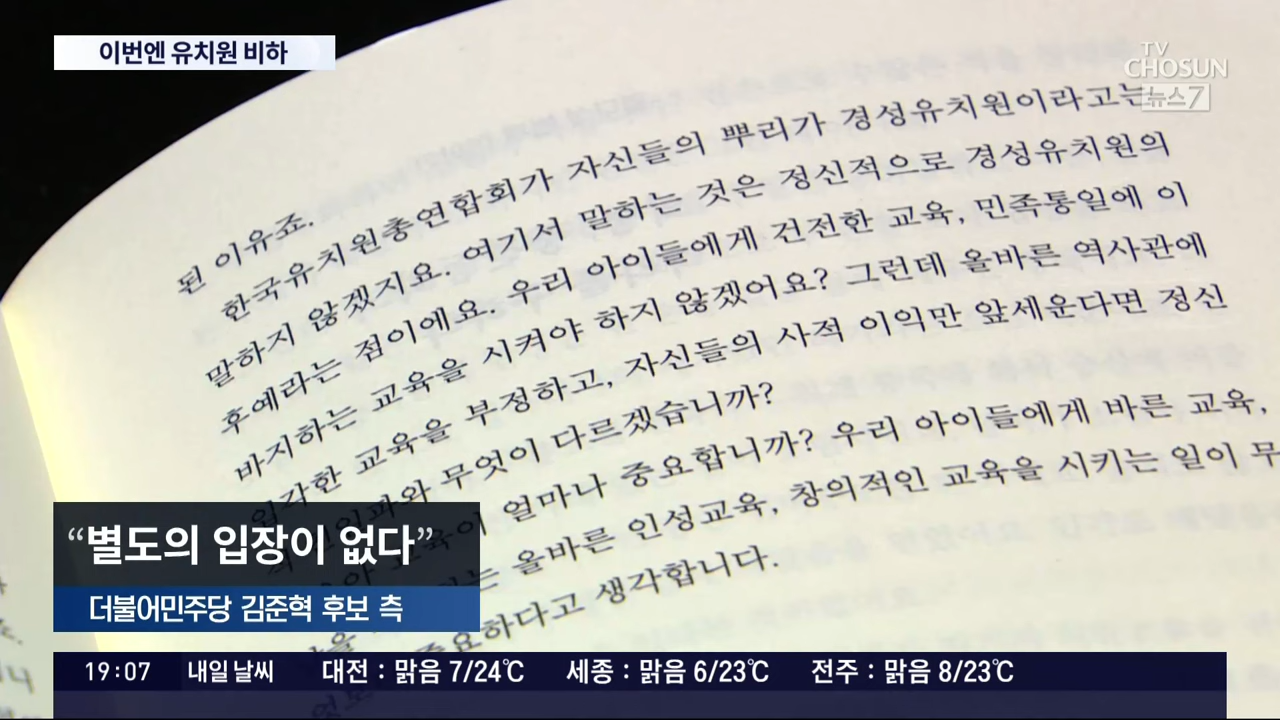 이번엔 유치원 비하
TV
CHOSUN
뉴스7
된 이유죠.
한국유치원총연합회가 자신들의 뿌리가 경성유치원이라고는
말하지 않겠지요. 여기서 말하는 것은 정신적으로 경성유치원의
후예라는 점이에요. 우리 아이들에게 건전한 교육, 민족통일에 이
바지하는 교육을 시켜야 하지 않겠어요? 그런데 올바른 역사관에
입각한 교육을 부정하고, 자신들의 사적 이익만 앞세운다면 정신
무엇이 다르겠습니까?
얼마나 중요합니까? 우리 아이들에게 바른 교육,
올바른 인성교육, 창의적인 교육을 시키는 일이 무
중요하다고 생각합니다.
“별도의 입장이 없다”
더불어민주당 김준혁 후보 측
19:07 내일 날씨 대전 : 맑음 7/24℃ 세종 : 맑음 6/23℃ 전주 : 맑음 8/23℃